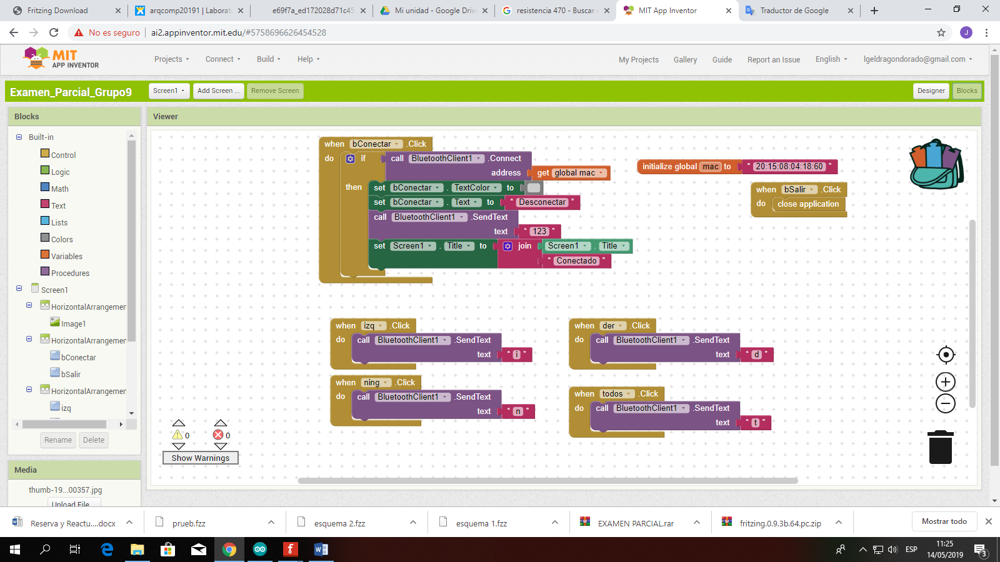 Fritzing Download
arqcomp20191 | Laborat
e69f7a_ed172028d71c45
Mi unidad - Google Drive
resistencia 470 - Buscar
MIT App Inventor
Traductor de Google
No es seguro
ai2.appinventor.mit.edu/#5758696626454528
J
MIT
APP INVENTOR
Projects
Connect
Build
Help
My Projects
Gallery
Guide
Report an Issue
English
lgeldragondorado@gmail.com
Examen_Parcial_Grupo9
Screen1
Add Screen ...
Remove Screen
Designer
Blocks
Blocks
Built-in
Control
Logic
Math
Text
Lists
Colors
Variables
Procedures
Screen1
HorizontalArrangemer
Image1
HorizontalArrangemer
bConectar
bSalir
HorizontalArrangemer
izq
Rename
Delete
Media
thumb-19...00357.jpg
Upload File
Viewer
when bConectar .Click
do if call BluetoothClient1 .Connect
address get global mac
then set bConectar . TextColor to
set bConectar . Text to “ Desconectar ”
call BluetoothClient1 .SendText
text “ 123 ”
set Screen1 . Title to join Screen1 . Title
“ Conectado ”
initialize global mac to “ 20:15:08:04:18:60 ”
when bSalir .Click
do close application
when izq .Click
do call BluetoothClient1 .SendText
text “ i ”
when der .Click
do call BluetoothClient1 .SendText
text “ d ”
when ning .Click
do call BluetoothClient1 .SendText
text “ n ”
when todos .Click
do call BluetoothClient1 .SendText
text “ t ”
0
0
Show Warnings
Reserva y Reactu....docx
prueb.fzz
esquema 2.fzz
esquema 1.fzz
EXAMEN PARCIAL.rar
fritzing.0.9.3b.64.pc.zip
Mostrar todo
ESP
11:25
14/05/2019
3